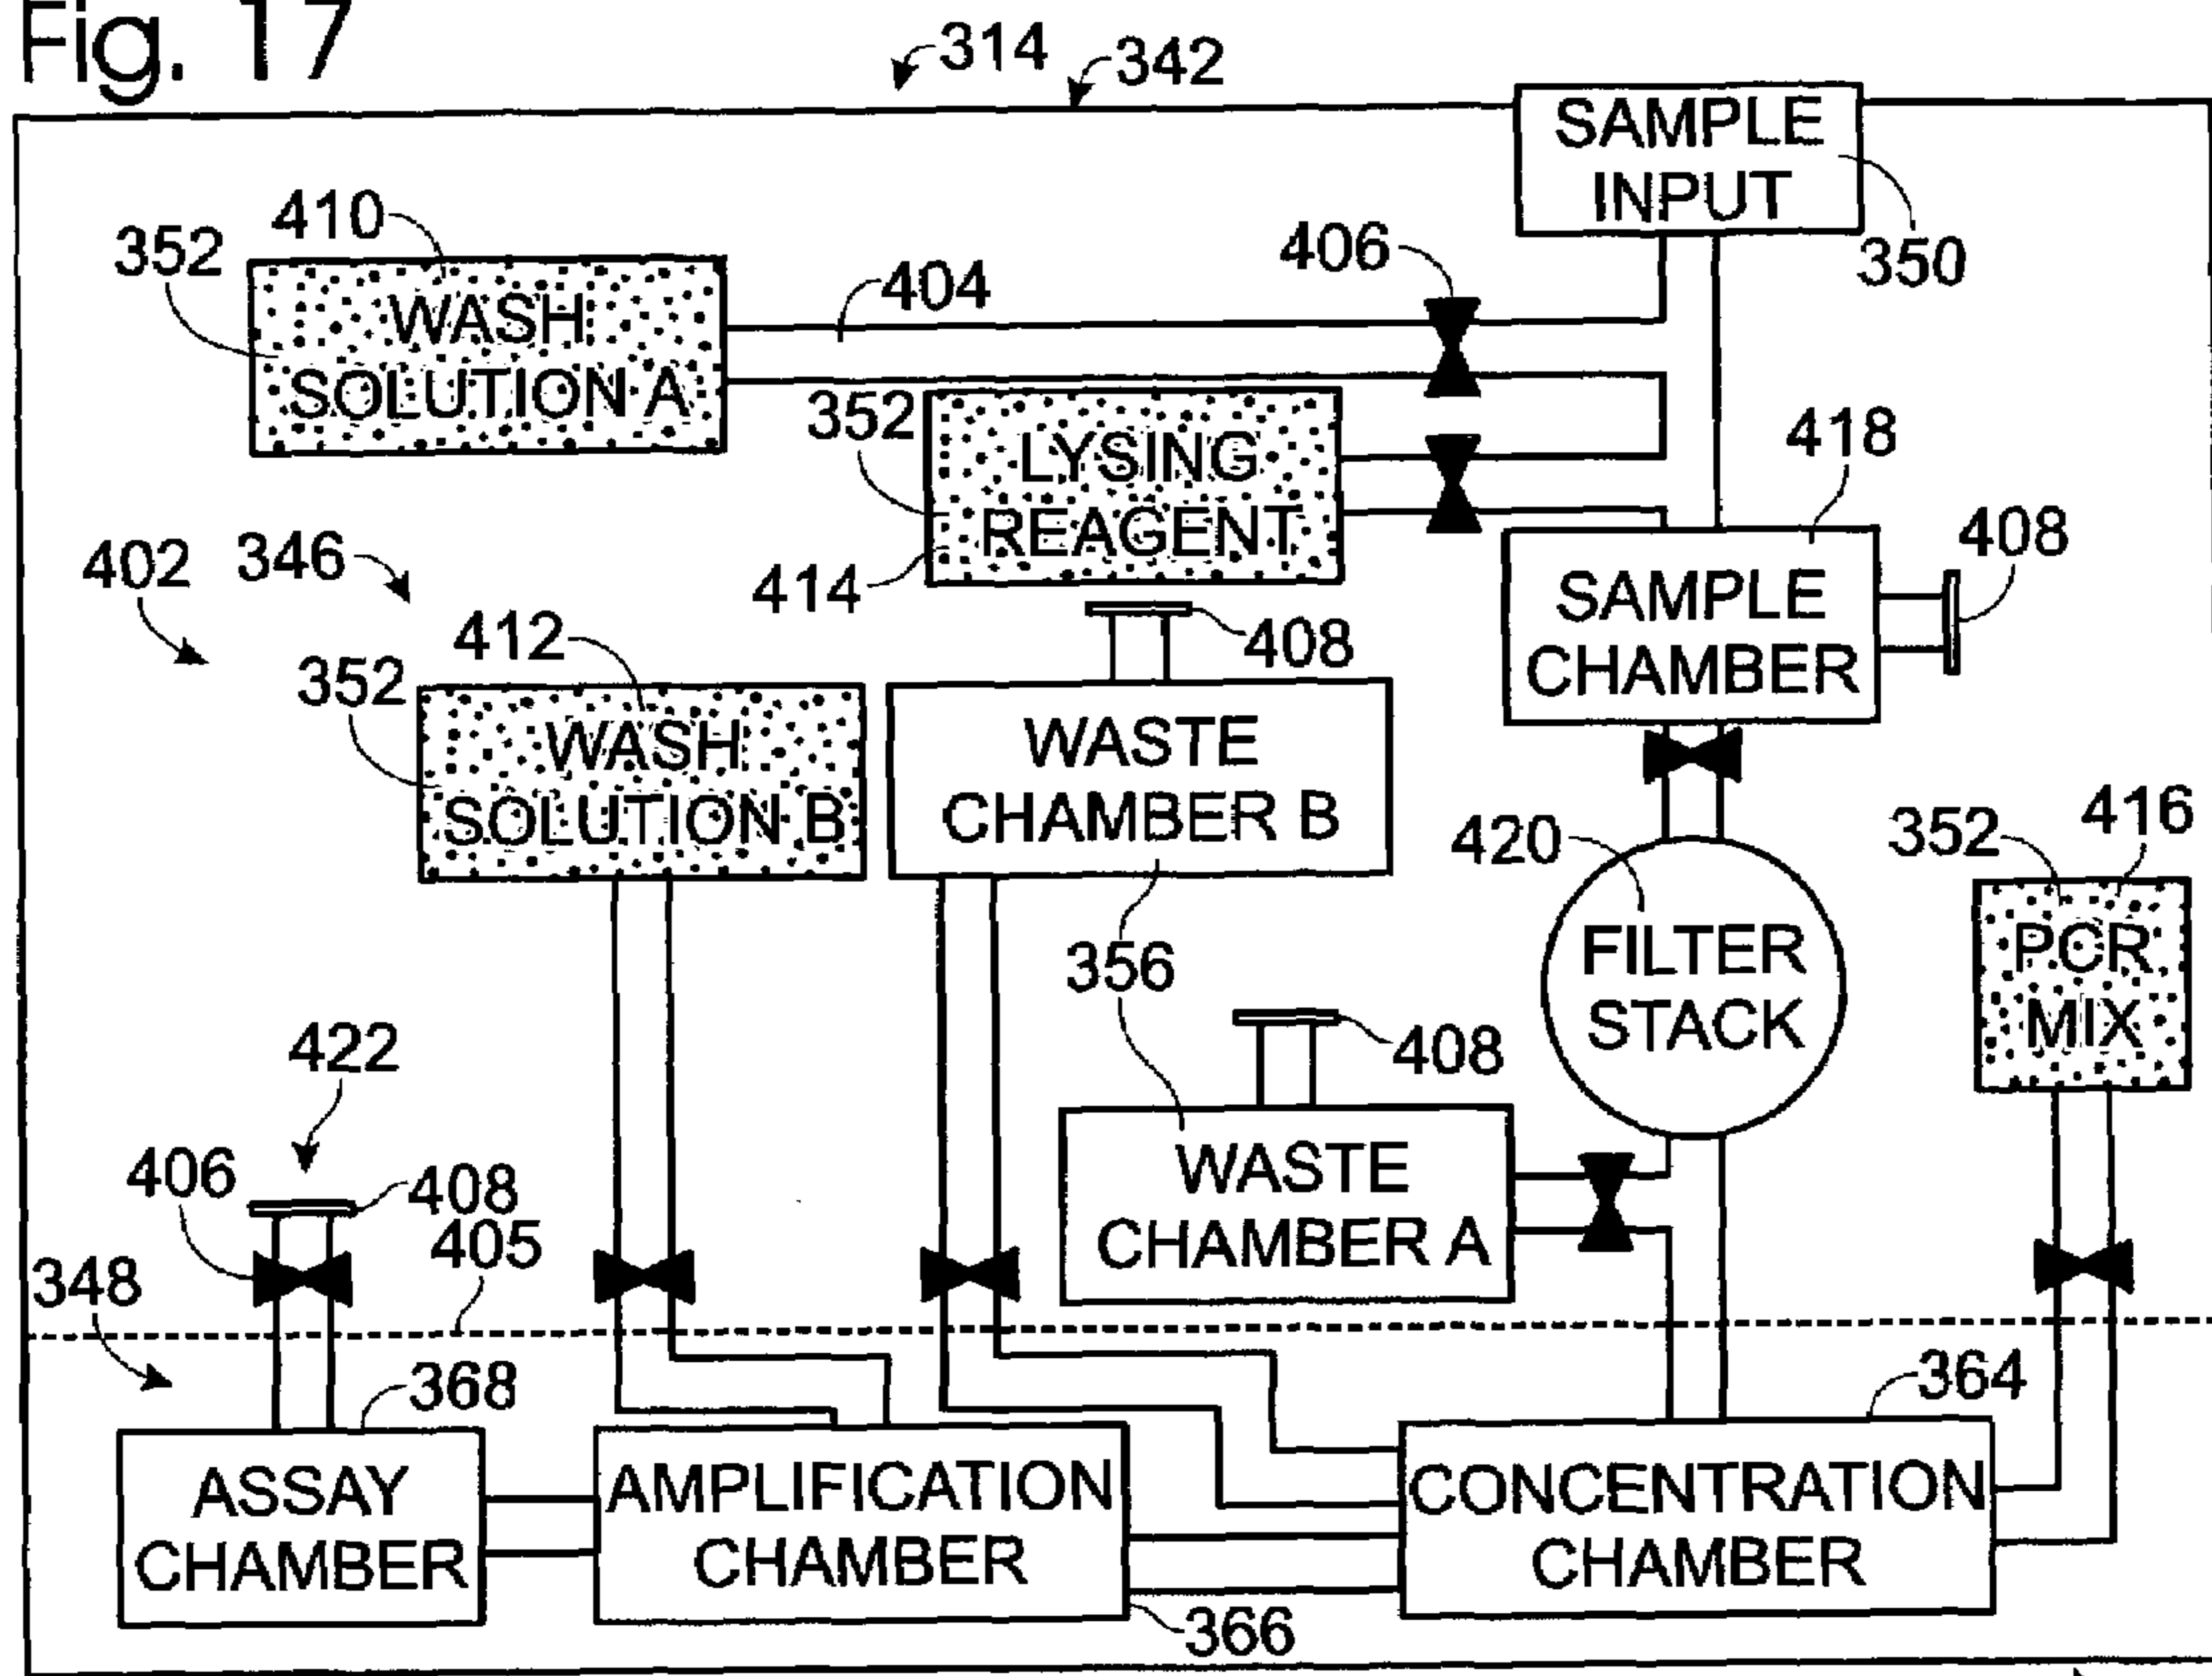 Fig. 17
314
342
SAMPLE
INPUT
350
410
352
WASH
SOLUTION A
404
406
352
LYSING
REAGENT
414
418
408
SAMPLE
CHAMBER
402
346
412
352
WASH
SOLUTION B
408
WASTE
CHAMBER B
356
420
FILTER
STACK
352
416
PCR
MIX
422
408
WASTE
CHAMBER A
406
408
405
348
368
364
ASSAY
CHAMBER
AMPLIFICATION
CHAMBER
CONCENTRATION
CHAMBER
366